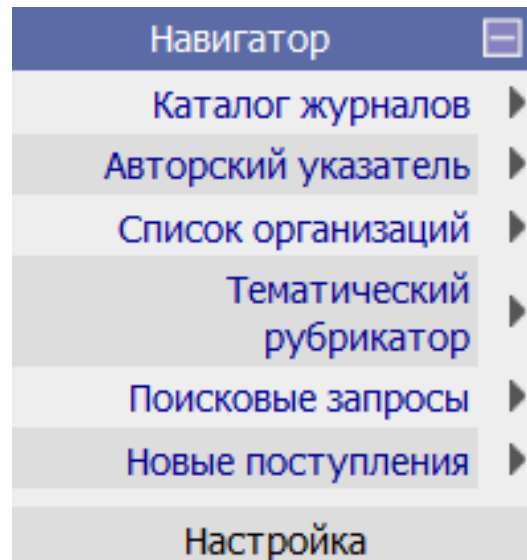 Навигатор
Каталог журналов
Авторский указатель
Список организаций
Тематический
рубрикатор
Поисковые запросы
Новые поступления
Настройка